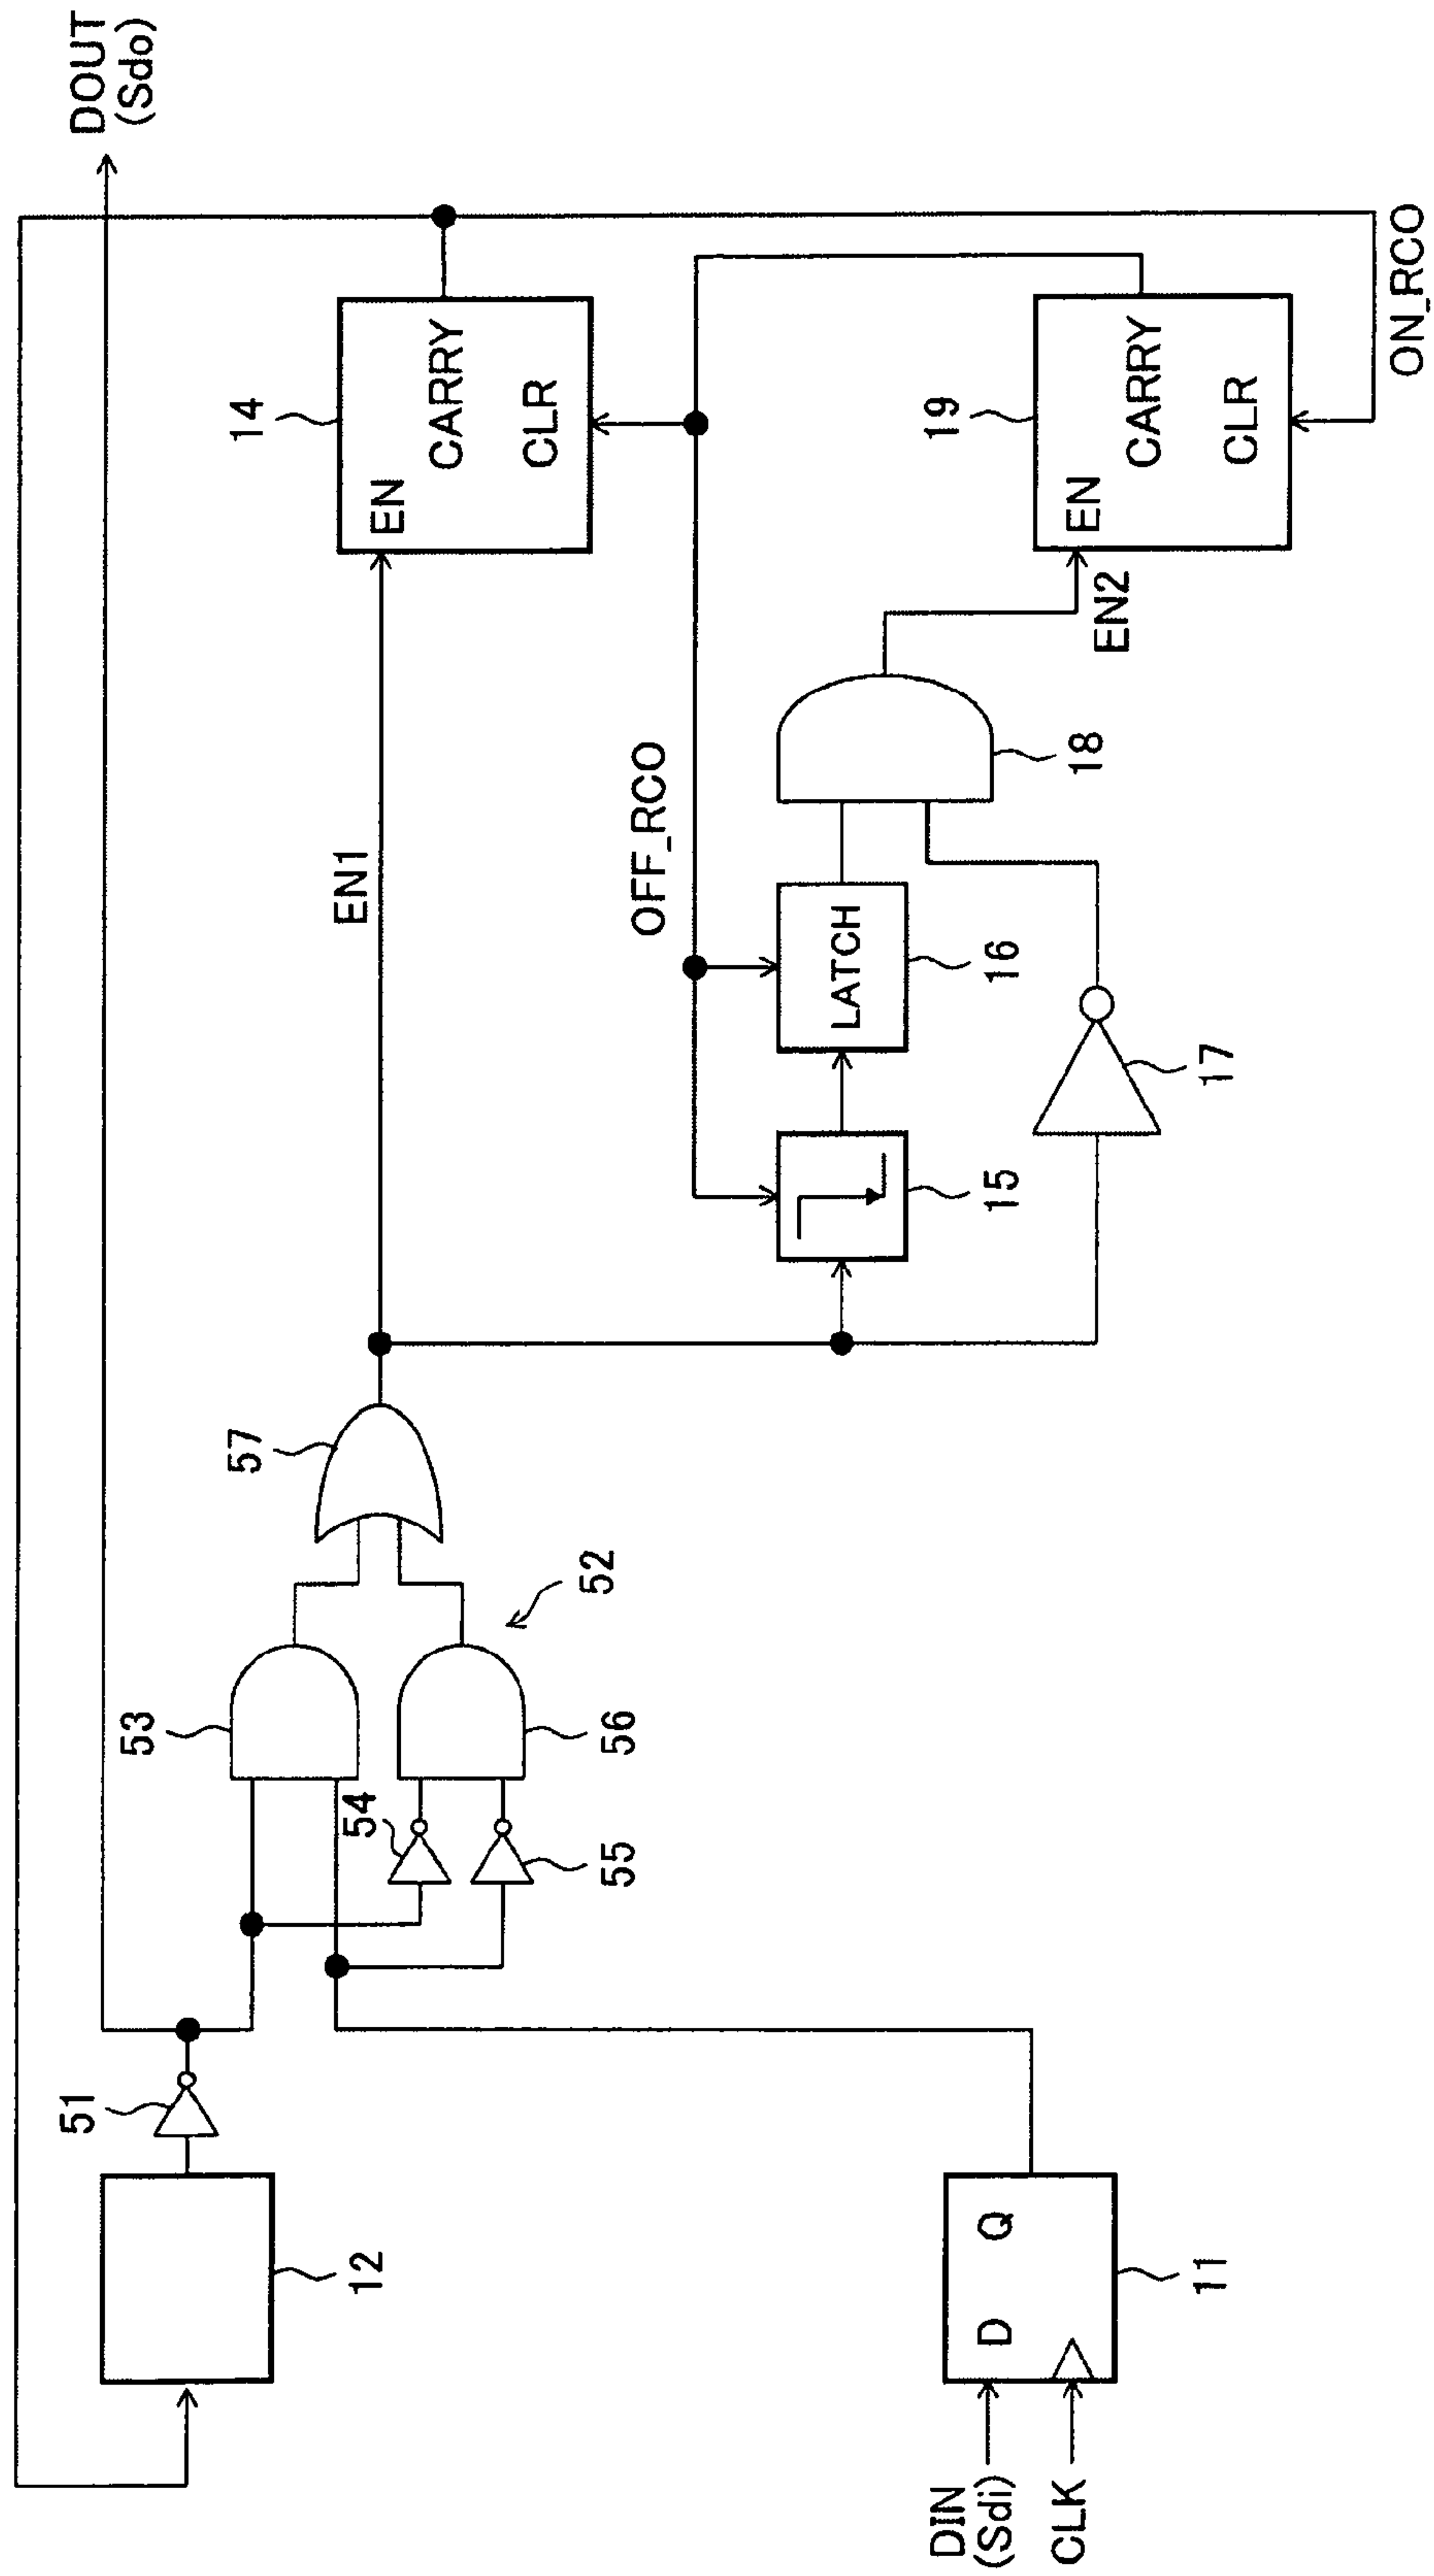 DOUT
(Sdo)
51
12
53
54
55
56
52
57
EN1
14
EN
CARRY
CLR
OFF_RCO
15
LATCH
16
17
18
EN2
19
EN
CARRY
CLR
ON_RCO
D
Q
11
DIN
(Sdi)
CLK